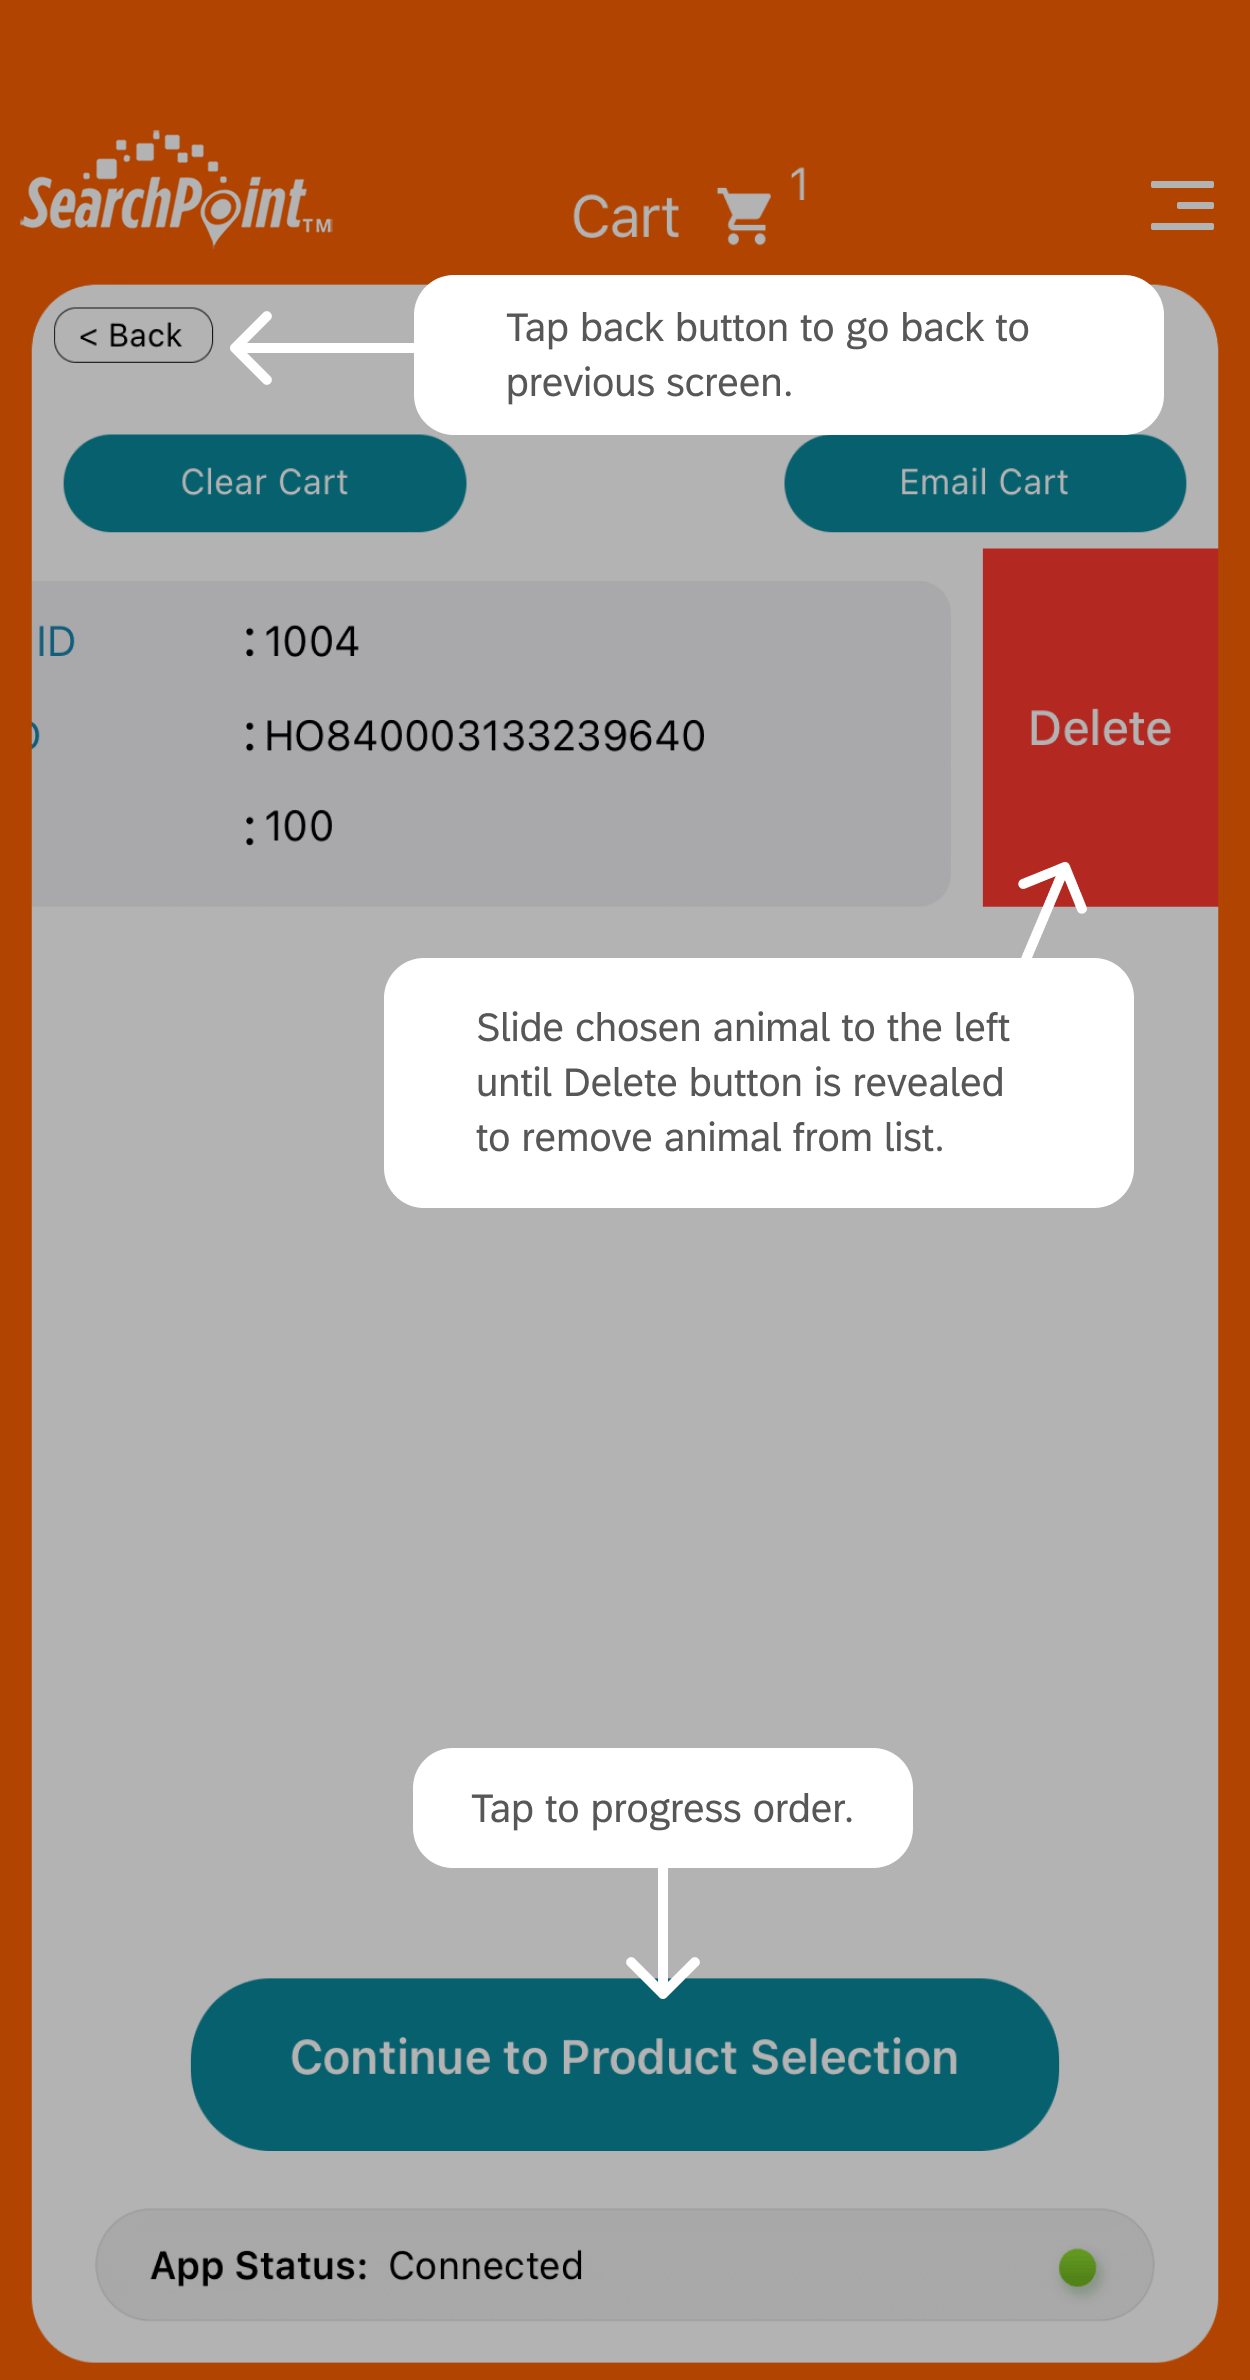 SearchPoint™
Cart 1
< Back
Tap back button to go back to
previous screen.
Clear Cart
Email Cart
ID : 1004
: HO840003133239640
: 100
Delete
Slide chosen animal to the left
until Delete button is revealed
to remove animal from list.
Tap to progress order.
Continue to Product Selection
App Status: Connected